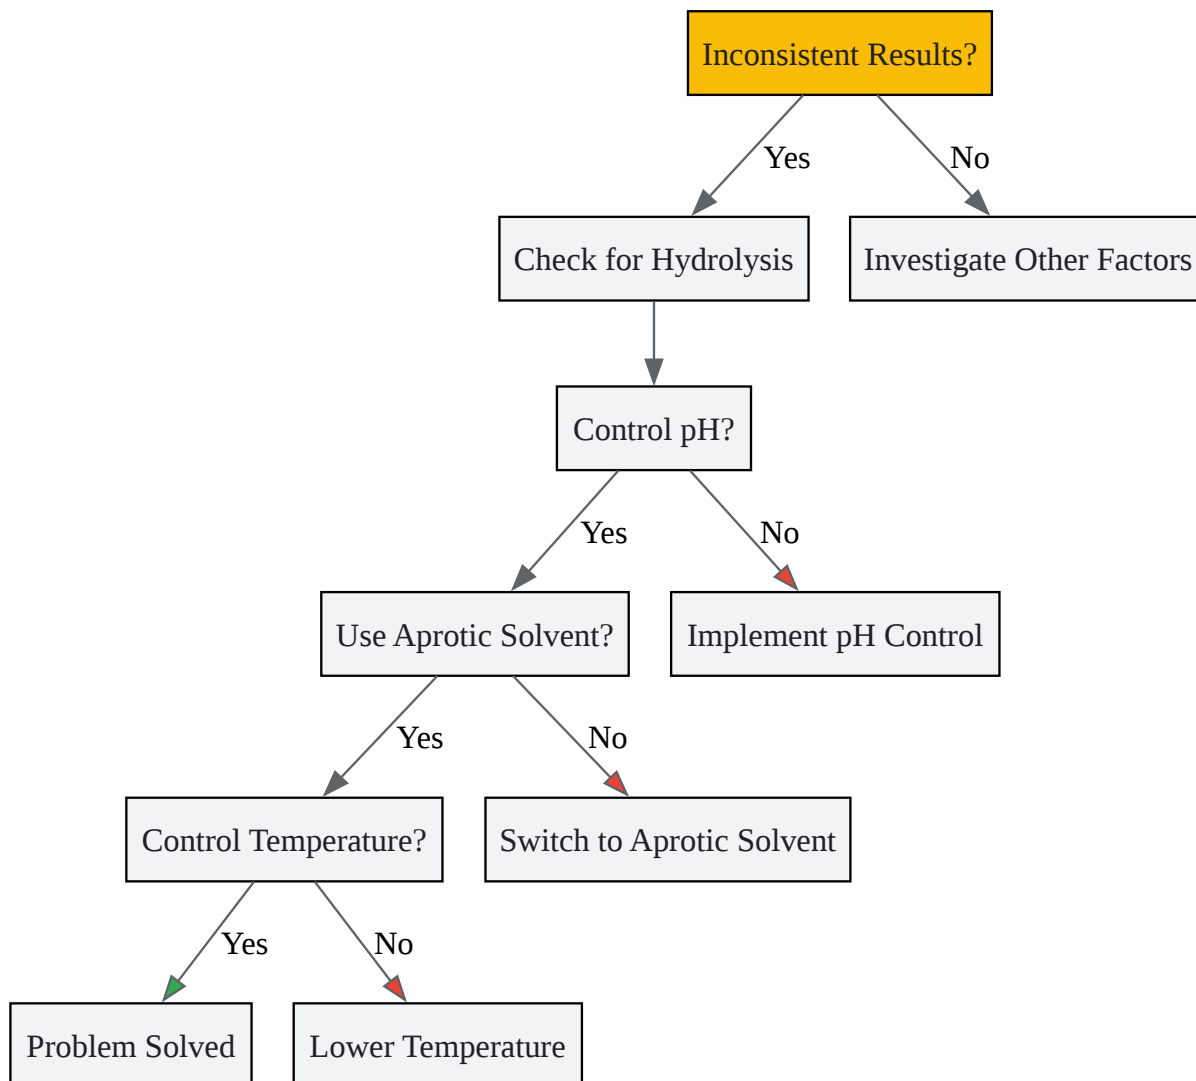 Inconsistent Results?
Yes
No
Check for Hydrolysis
Investigate Other Factors
Control pH?
Yes
No
Use Aprotic Solvent?
Implement pH Control
Yes
No
Control Temperature?
Switch to Aprotic Solvent
Yes
No
Problem Solved
Lower Temperature